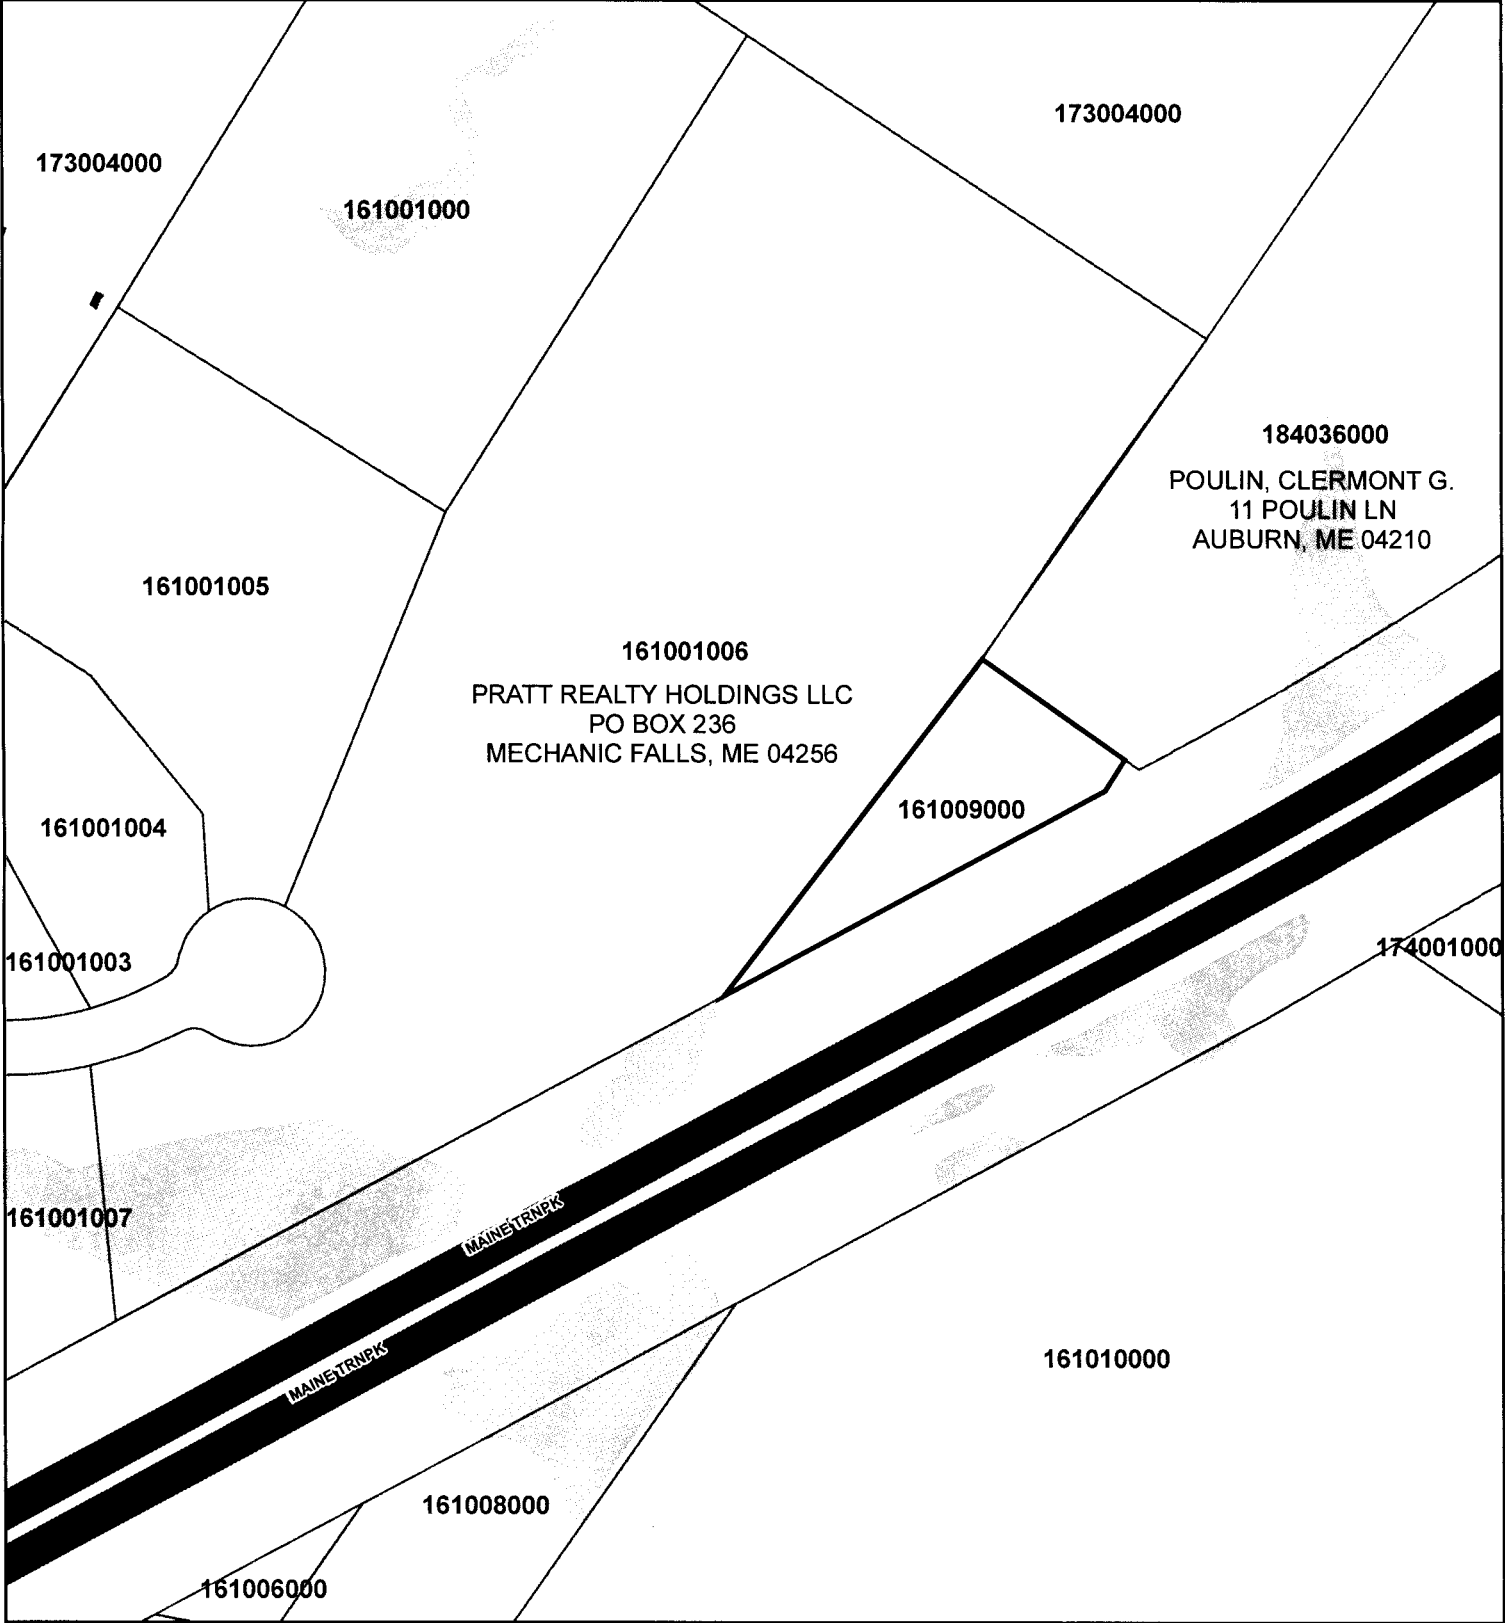 173004000
173004000
161001000
184036000
POULIN, CLERMONT G.
11 POULIN LN
AUBURN, ME 04210
161001005
161001006
PRATT REALTY HOLDINGS LLC
PO BOX 236
MECHANIC FALLS, ME 04256
161009000
161001004
174001000
161001003
MAINE TRNPK
161001007
MAINE TRNPK
161010000
161008000
161006000